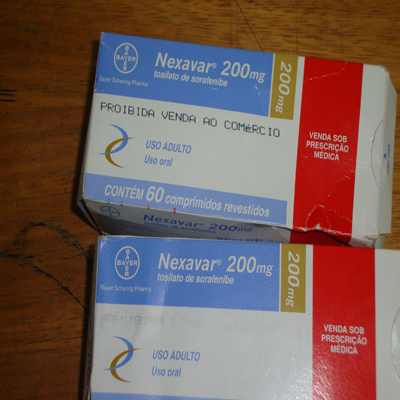 BAYER
Bayer Schering Pharma
Nexavar® 200mg
tosilato de sorafenibe
200mg
PROIBIDA VENDA AO COMéRCIO
USO ADULTO
Uso oral
VENDA SOB
PRESCRIÇÃO
MÉDICA
CONTÉM 60 comprimidos revestidos
Nexavar® 200mg
BAYER
Bayer Schering Pharma
Nexavar® 200mg
tosilato de sorafenibe
200mg
USO ADULTO
Uso oral
VENDA SOB
PRESCRIÇÃO
MÉDICA